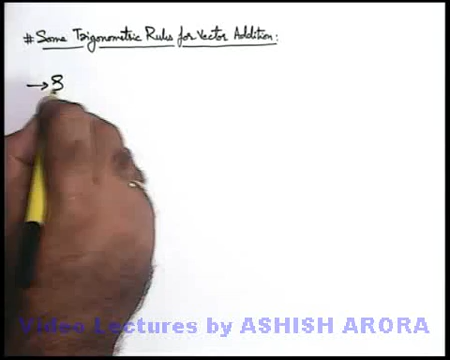 # Some Trigonometric Rules for Vector Addition:
→ S
Video Lectures by ASHISH ARORA